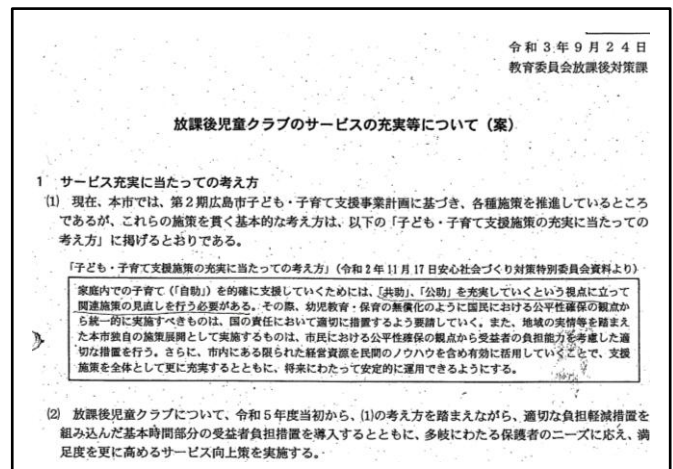 令和3年9月24日
教育委員会放課後対策課
放課後児童クラブのサービスの充実等について（案）
1 サービス充実に当たっての考え方
(1) 現在、本市では、第2期広島市子ども・子育て支援事業計画に基づき、各種施策を推進しているところ
であるが、これらの施策を貫く基本的な考え方は、以下の「子ども・子育て支援施策の充実に当たっての
考え方」に掲げるとおりである。
「子ども・子育て支援施策の充実に当たっての考え方」（令和2年11月17日安心社会づくり対策特別委員会資料より）
家庭内での子育て（「自助」）を的確に支援していくためには、「共助」、「公助」を充実していくという視点に立って
関連施策の見直しを行う必要がある。その際、幼児教育・保育の無償化のように国民における公平性確保の観点か
ら統一的に実施すべきものは、国の責任において適切に措置するよう要請していく。また、地域の実情等を踏まえ
た本市独自の施策展開として実施するものは、市民における公平性確保の観点から受益者の負担能力を考慮した適
切な措置を行う。さらに、市内にある限られた経営資源を民間のノウハウを含め有効に活用していくことで、支援
施策を全体として更に充実するとともに、将来にわたって安定的に運用できるようにする。
(2) 放課後児童クラブについて、令和5年度当初から、(1)の考え方を踏まえながら、適切な負担軽減措置を
組み込んだ基本時間部分の受益者負担措置を導入するとともに、多岐にわたる保護者のニーズに応え、満
足度を更に高めるサービス向上策を実施する。